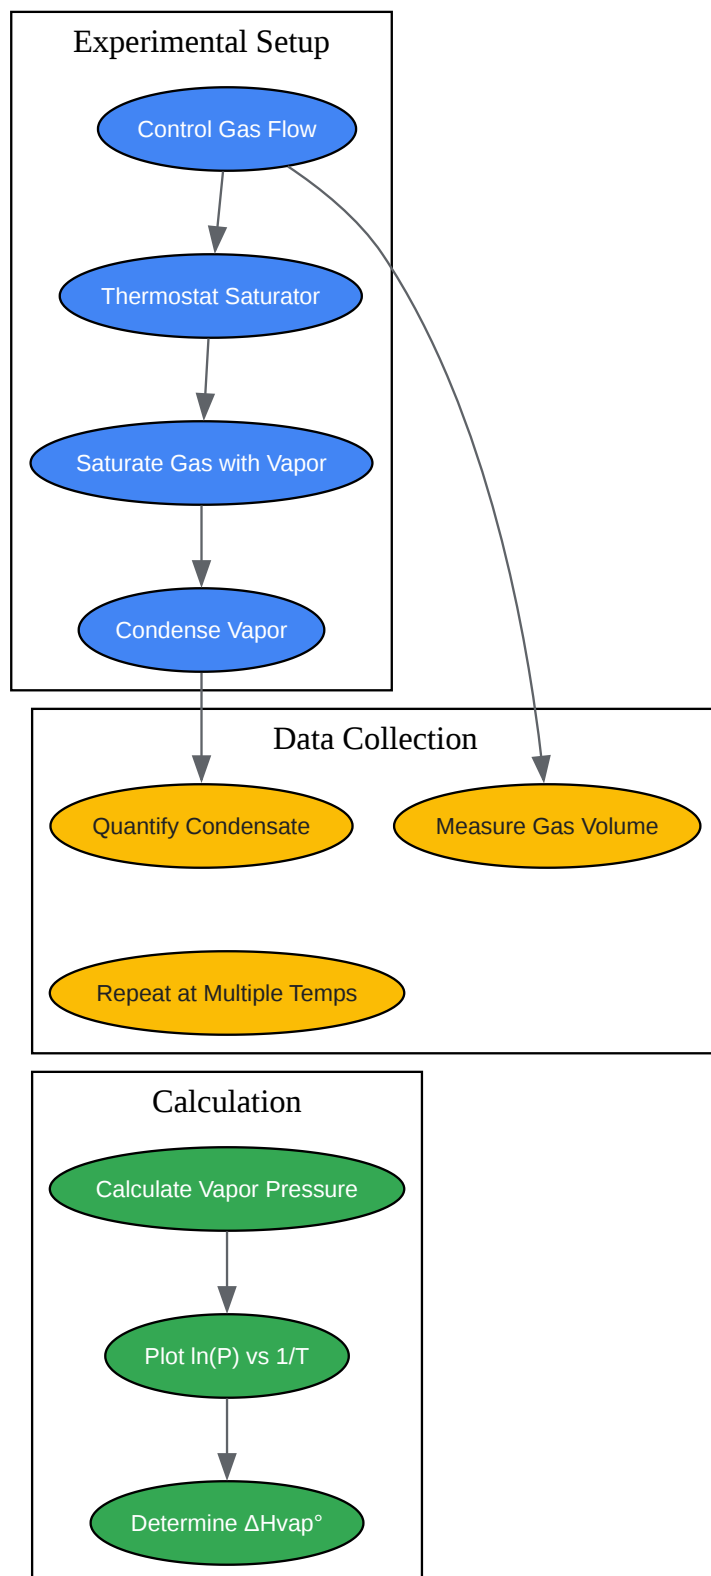 Experimental Setup
Control Gas Flow
Thermostat Saturator
Saturate Gas with Vapor
Condense Vapor
Data Collection
Quantify Condensate
Measure Gas Volume
Repeat at Multiple Temps
Calculation
Calculate Vapor Pressure
Plot ln(P) vs 1/T
Determine ΔHvap°